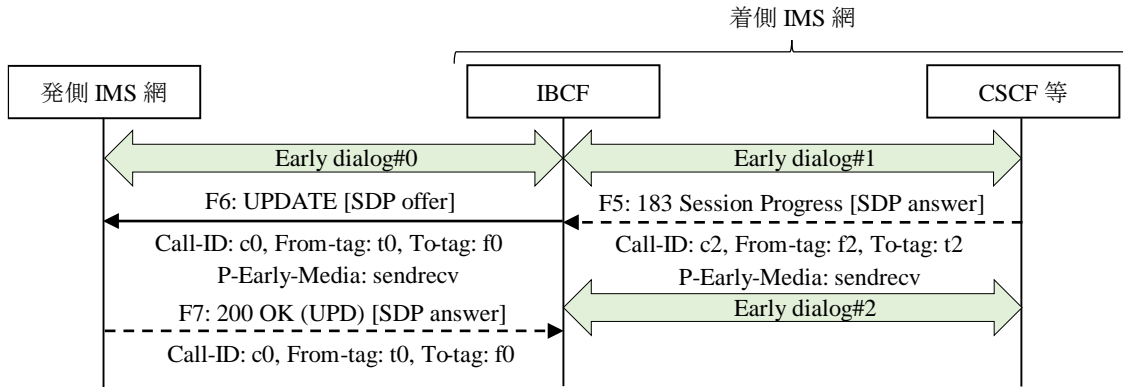 着側 IMS 網
発側 IMS 網
IBCF
CSCF 等
Early dialog#0
Early dialog#1
F6: UPDATE [SDP offer]
F5: 183 Session Progress [SDP answer]
Call-ID: c0, From-tag: t0, To-tag: f0
Call-ID: c2, From-tag: f2, To-tag: t2
P-Early-Media: sendrecv
P-Early-Media: sendrecv
F7: 200 OK (UPD) [SDP answer]
Early dialog#2
Call-ID: c0, From-tag: t0, To-tag: f0